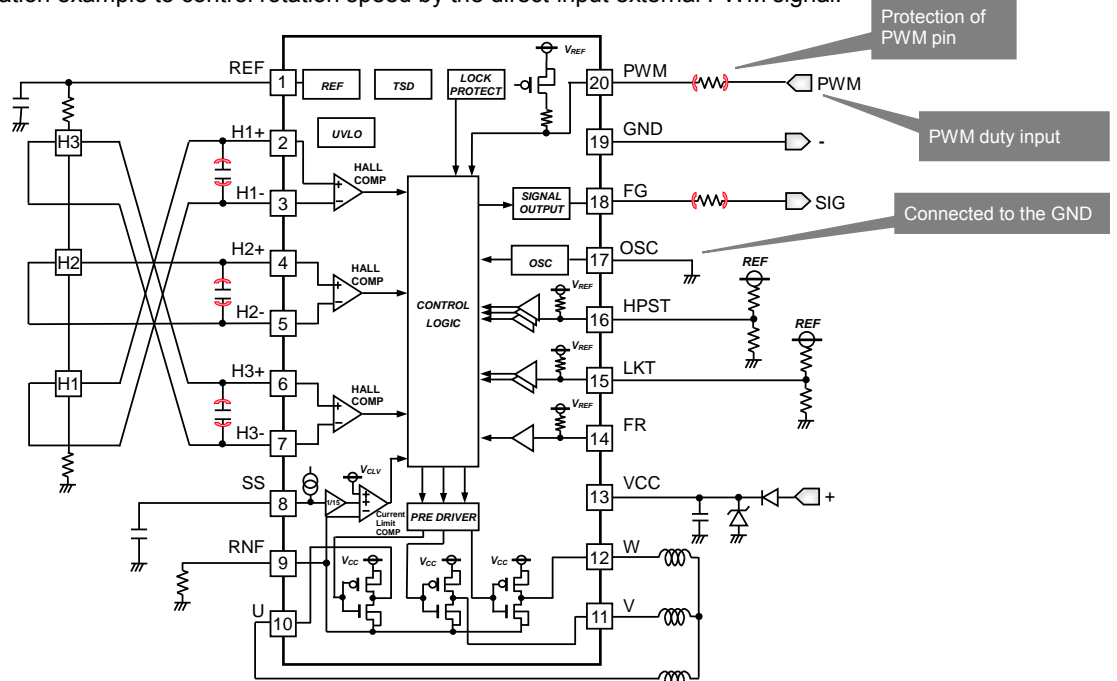 ation example to control rotation speed by the direct input external PWM signal.
Protection of
PWM pin
PWM duty input
Connected to the GND
REF
1
REF
TSD
LOCK
PROTECT
VREF
20
PWM
PWM
UVLO
H1+
2
HALL
COMP
19
GND
-
H1-
3
SIGNAL
OUTPUT
18
FG
SIG
H3
H2
H1
H2+
4
HALL
COMP
OSC
17
OSC
H2-
5
CONTROL
LOGIC
VREF
16
HPST
REF
H3+
6
HALL
COMP
VREF
15
LKT
REF
H3-
7
VREF
14
FR
SS
8
1/15
VCLV
Current
Limit
COMP
PRE DRIVER
13
VCC
+
RNF
9
VCC
VCC
VCC
12
W
U
10
11
V